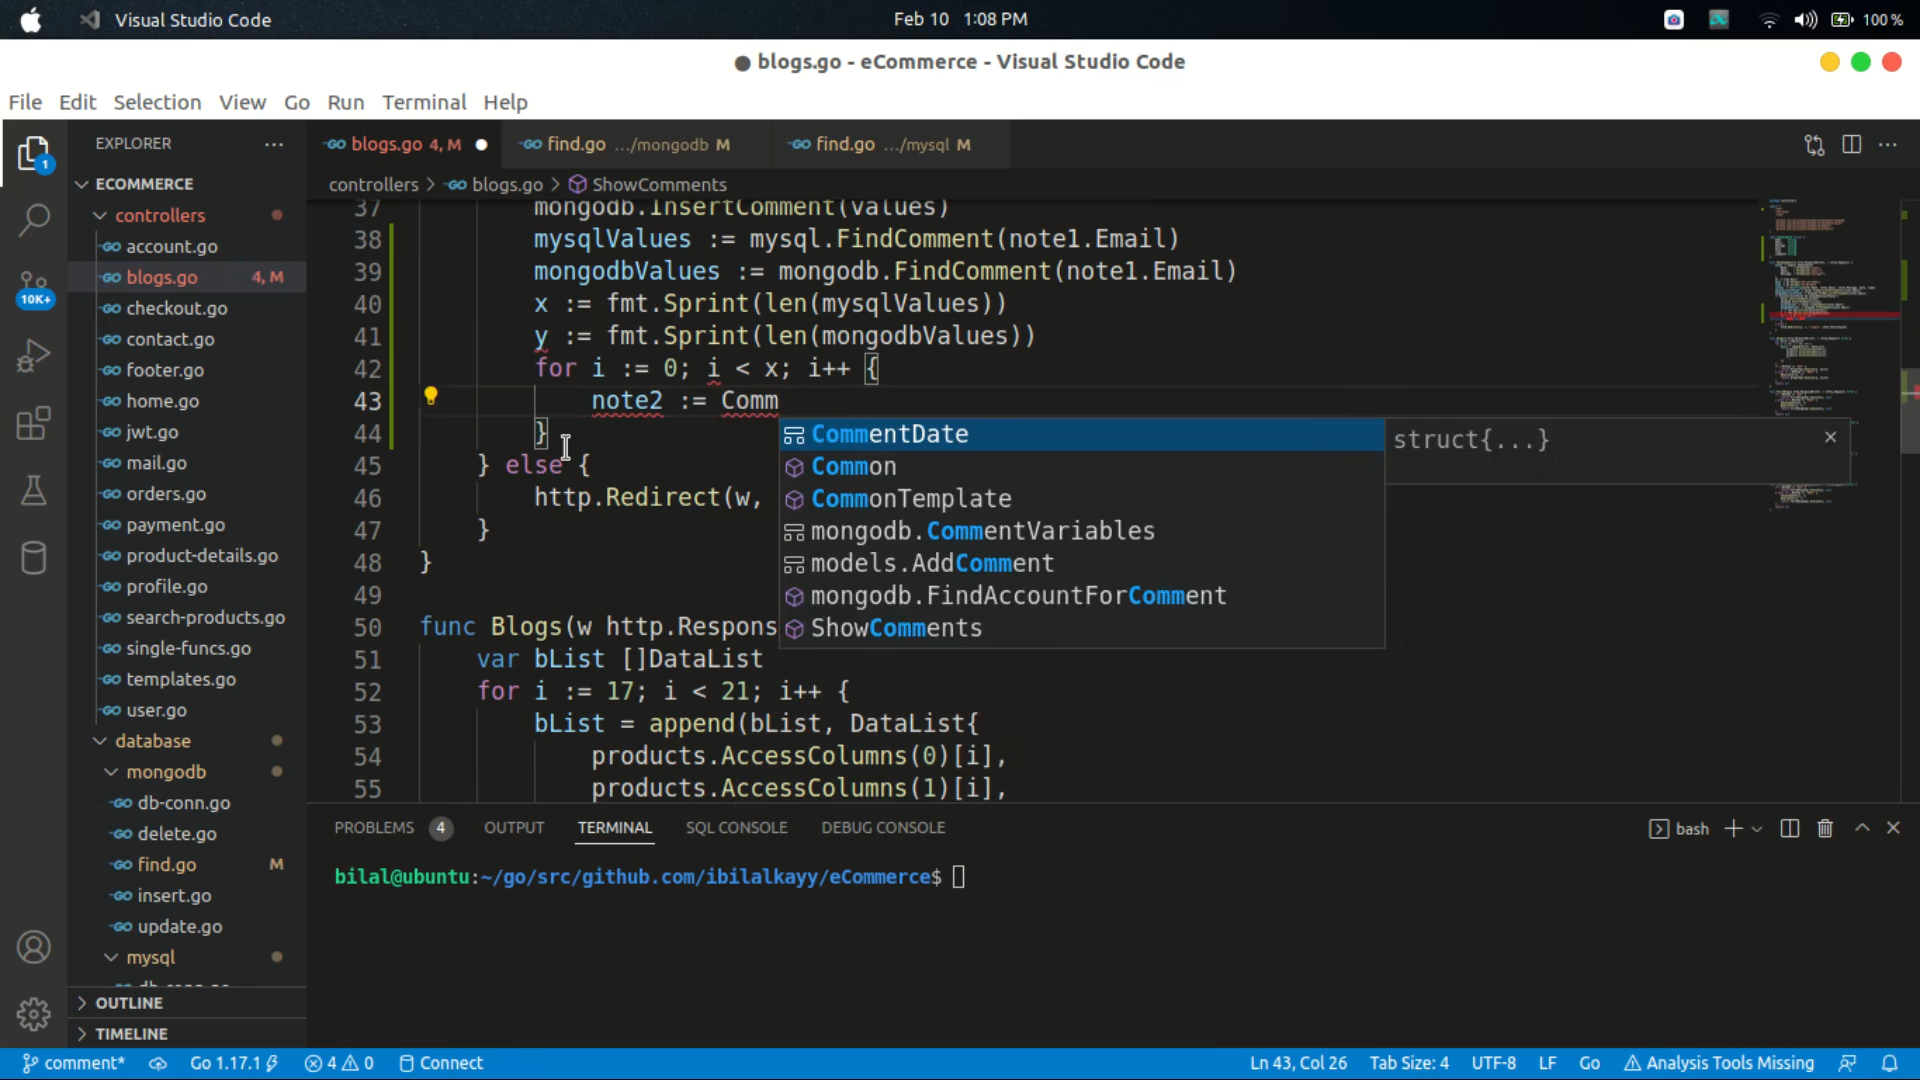 Visual Studio Code
Feb 10 1:08 PM
100 %
● blogs.go - eCommerce - Visual Studio Code
File Edit Selection View Go Run Terminal Help
EXPLORER
1
10K+
ECOMMERCE
controllers
account.go
blogs.go 4, M
checkout.go
contact.go
footer.go
home.go
jwt.go
mail.go
orders.go
payment.go
product-details.go
profile.go
search-products.go
single-funcs.go
templates.go
user.go
database
mongodb
db-conn.go
delete.go
find.go M
insert.go
update.go
mysql
db-conn.go
OUTLINE
TIMELINE
blogs.go 4, M ● find.go .../mongodb M find.go .../mysql M
controllers > blogs.go > ShowComments
37 mongodb.InsertComment(values)
38 mysqlValues := mysql.FindComment(note1.Email)
39 mongodbValues := mongodb.FindComment(note1.Email)
40 x := fmt.Sprint(len(mysqlValues))
41 y := fmt.Sprint(len(mongodbValues))
42 for i := 0; i < x; i++ {
43 note2 := Comm
44 }
45 } else {
46 http.Redirect(w,
47 }
48 }
49
50 func Blogs(w http.Respons
51 var bList []DataList
52 for i := 17; i < 21; i++ {
53 bList = append(bList, DataList{
54 products.AccessColumns(0)[i],
55 products.AccessColumns(1)[i],
CommentDate
Common
CommonTemplate
mongodb.CommentVariables
models.AddComment
mongodb.FindAccountForComment
ShowComments
struct{...}
PROBLEMS 4 OUTPUT TERMINAL SQL CONSOLE DEBUG CONSOLE
bash
bilal@ubuntu:~/go/src/github.com/ibilalkayy/eCommerce$
comment* Go 1.17.1 4 0 Connect
Ln 43, Col 26 Tab Size: 4 UTF-8 LF Go Analysis Tools Missing